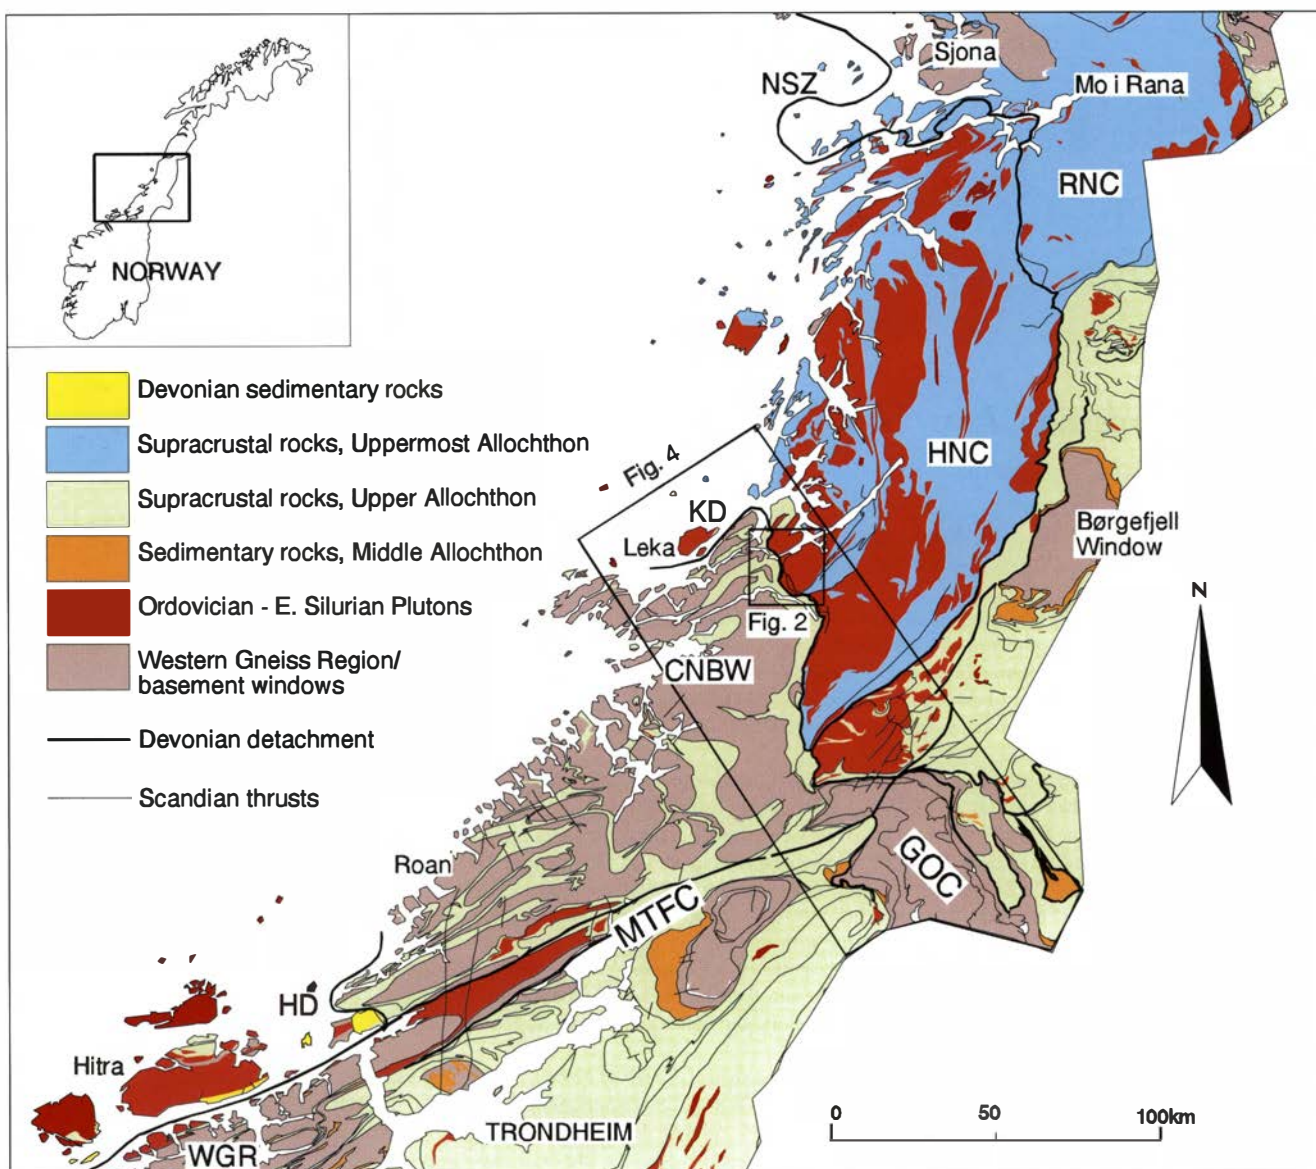 NORWAY
Devonian sedimentary rocks
Supracrustal rocks, Uppermost Allochthon
Supracrustal rocks, Upper Allochthon
Sedimentary rocks, Middle Allochthon
Ordovician - E. Silurian Plutons
Western Gneiss Region/
basement windows
Devonian detachment
Scandian thrusts
Sjona
NSZ
Mo i Rana
RNC
HNC
Fig. 4
KD
Leka
Børgefjell
Window
Fig. 2
CNBW
N
Roan
GOC
MTFC
HD
Hitra
TRONDHEIM
WGR
0 50 100km